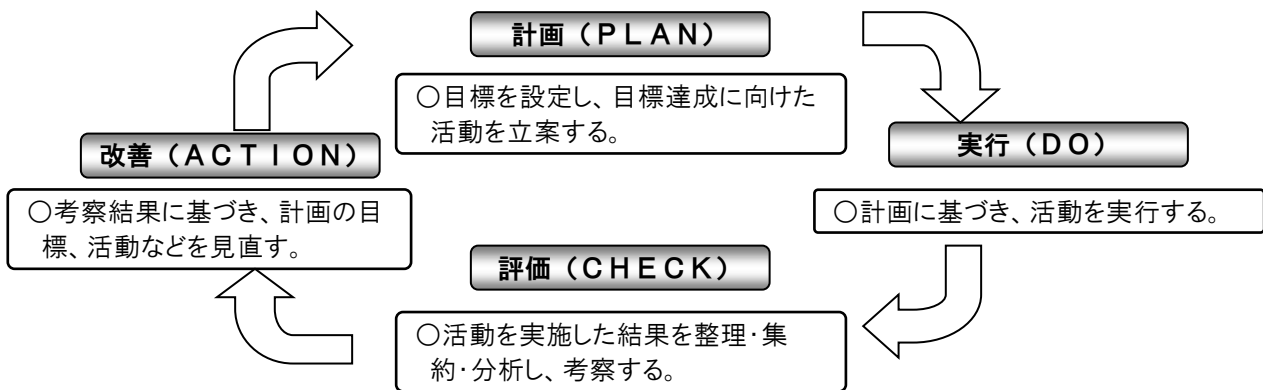 計画（ＰＬＡＮ）
○目標を設定し、目標達成に向けた
活動を立案する。
実行（ＤＯ）
○計画に基づき、活動を実行する。
評価（ＣＨＥＣＫ）
○活動を実施した結果を整理・集
約・分析し、考察する。
改善（ＡＣＴＩＯＮ）
○考察結果に基づき、計画の目
標、活動などを見直す。